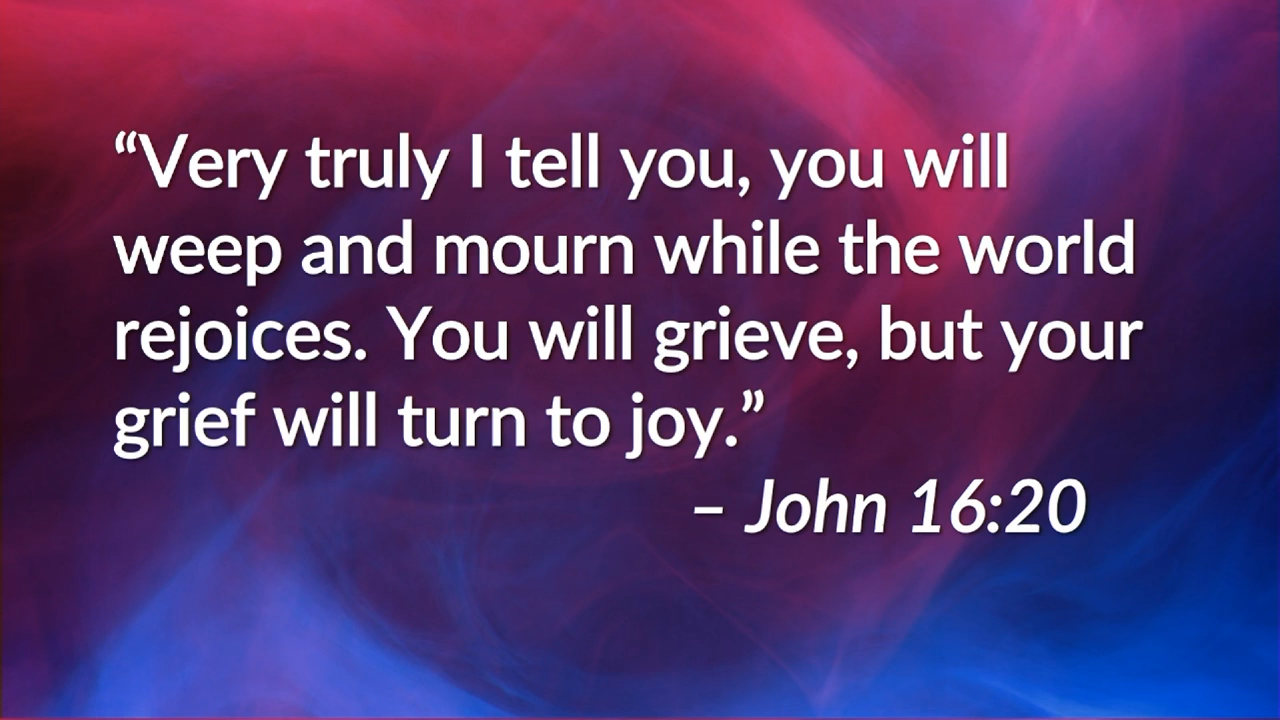 “Very truly I tell you, you will
weep and mourn while the world
rejoices. You will grieve, but your
grief will turn to joy.”
– John 16:20